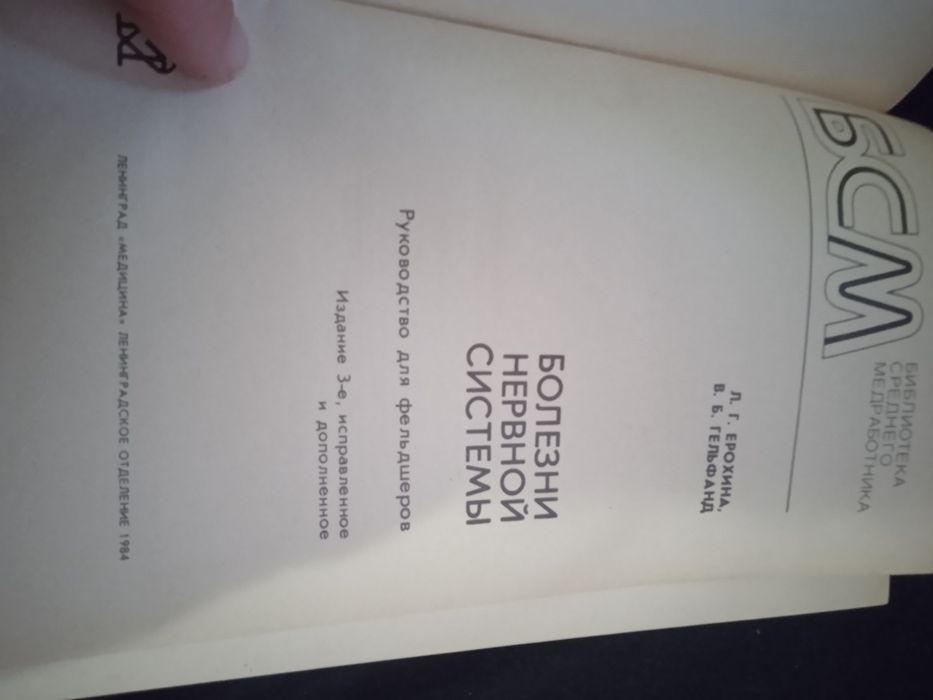 БСМ
БИБЛИОТЕКА
СРЕДНЕГО
МЕДРАБОТНИКА
Л. Г. ЕРОХИНА,
В. Б. ГЕЛЬФАНД
БОЛЕЗНИ
НЕРВНОЙ
СИСТЕМЫ
Руководство для фельдшеров
Издание 3-е, исправленное
и дополненное
ЛЕНИНГРАД «МЕДИЦИНА» ЛЕНИНГРАДСКОЕ ОТДЕЛЕНИЕ 1984